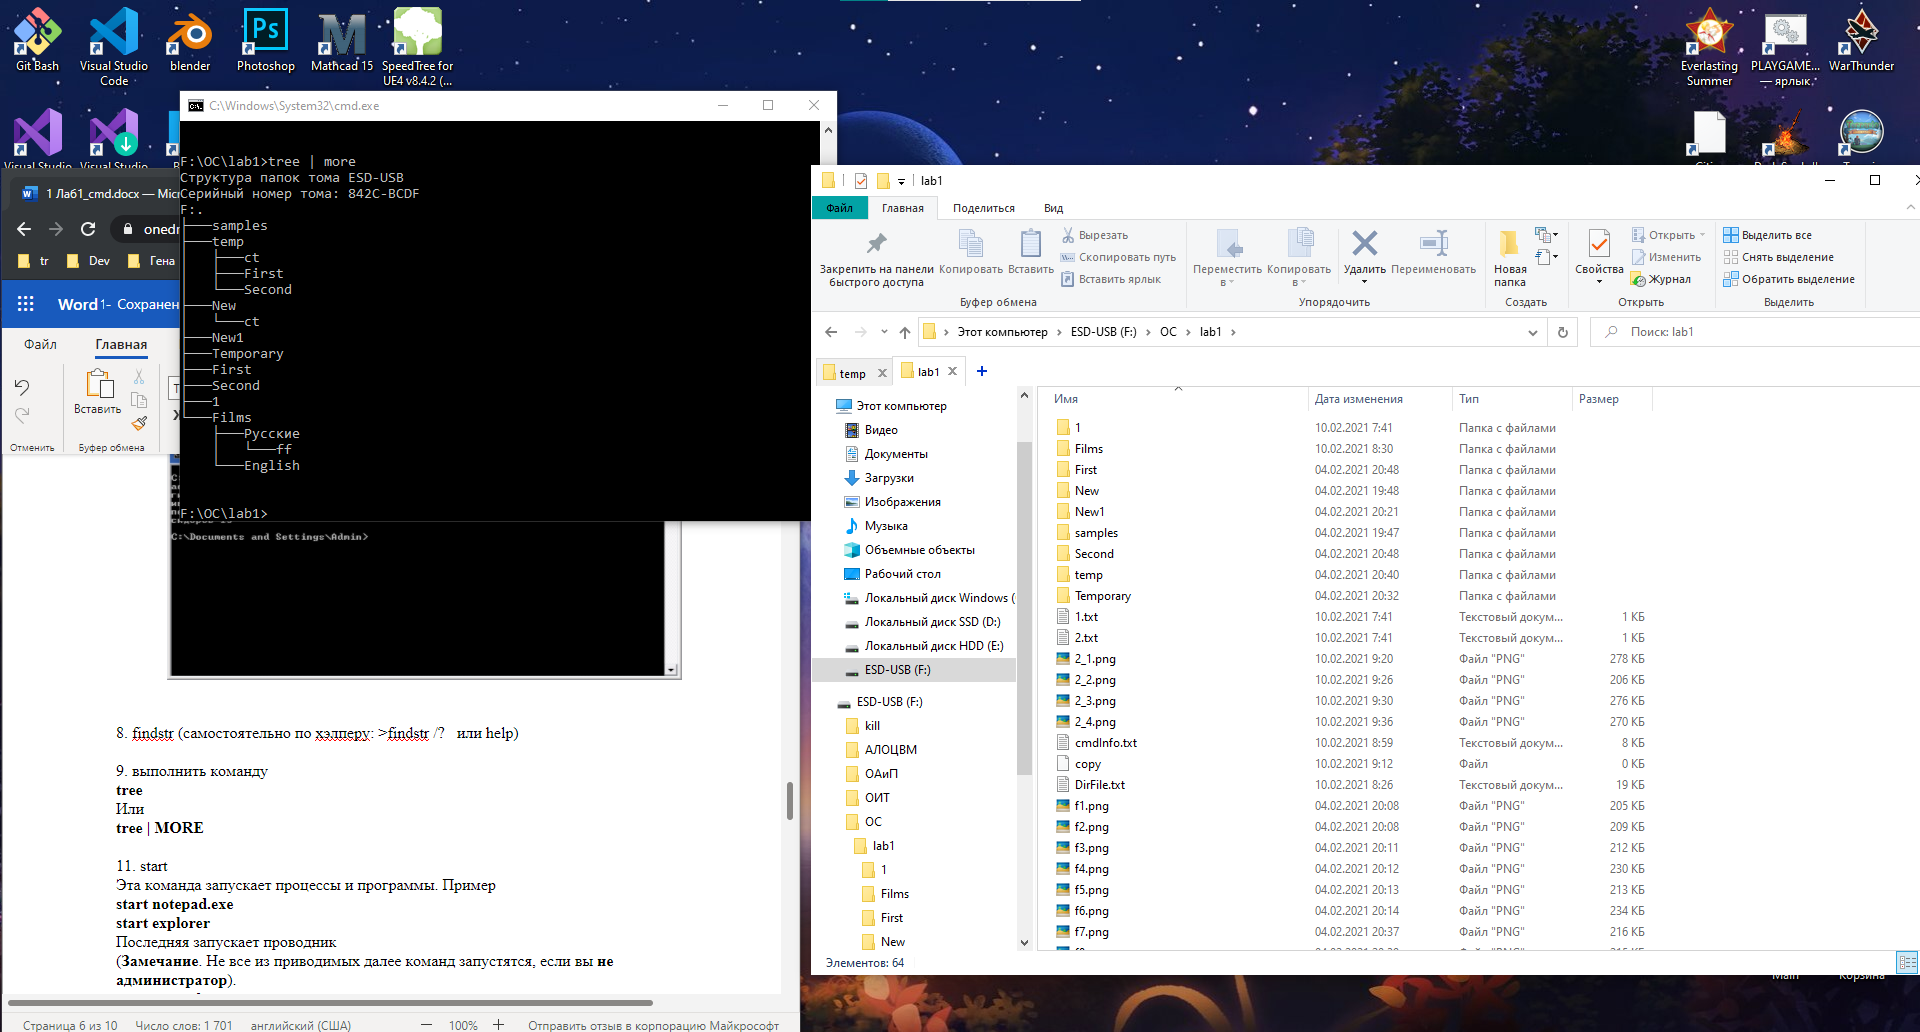 Git Bash
Visual Studio
Code
blender
Photoshop
Mathcad 15
SpeedTree for
UE4 v8.4.2 (...
Everlasting
Summer
PLAYGAME...
— ярлык.
WarThunder
C:\Windows\System32\cmd.exe
F:\OC\lab1>tree | more
Структура папок тома ESD-USB
Серийный номер тома: 842C-BCDF
F:.
├───samples
├───temp
│   ├───ct
│   ├───First
│   └───Second
├───New
│   └───ct
├───New1
├───Temporary
├───First
├───Second
├───1
└───Films
    ├───Русские
    │   └───ff
    └───English
F:\OC\lab1>
1 Лаб1_cmd.docx — Micr
onedr
tr
Dev
Гена
Word
1- Сохранен
Файл
Главная
Вставить
Отменить
Буфер обмена
C:\Documents and Settings\Admin>
8. findstr (самостоятельно по хэлперу: >findstr /? или help)
9. выполнить команду
tree
Или
tree | MORE
11. start
Эта команда запускает процессы и программы. Пример
start notepad.exe
start explorer
Последняя запускает проводник
(Замечание. Не все из приводимых далее команд запустятся, если вы не
администратор).
Страница 6 из 10
Число слов: 1 701
английский (США)
100%
Отправить отзыв в корпорацию Майкрософт
lab1
Файл
Главная
Поделиться
Вид
Закрепить на панели
быстрого доступа
Копировать
Вставить
Вырезать
Скопировать путь
Вставить ярлык
Буфер обмена
Переместить
в
Копировать
в
Удалить
Переименовать
Упорядочить
Новая
папка
Создать
Свойства
Открыть
Изменить
Журнал
Открыть
Выделить все
Снять выделение
Обратить выделение
Выделить
Этот компьютер
ESD-USB (F:)
ОС
lab1
Поиск: lab1
temp
lab1
Этот компьютер
Видео
Документы
Загрузки
Изображения
Музыка
Объемные объекты
Рабочий стол
Локальный диск Windows (
Локальный диск SSD (D:)
Локальный диск HDD (E:)
ESD-USB (F:)
ESD-USB (F:)
kill
АЛОЦВМ
ОАиП
ОИТ
ОС
lab1
1
Films
First
New
Имя Дата изменения Тип Размер
1 10.02.2021 7:41 Папка с файлами
Films 10.02.2021 8:30 Папка с файлами
First 04.02.2021 20:48 Папка с файлами
New 04.02.2021 19:48 Папка с файлами
New1 04.02.2021 20:21 Папка с файлами
samples 04.02.2021 19:47 Папка с файлами
Second 04.02.2021 20:48 Папка с файлами
temp 04.02.2021 20:40 Папка с файлами
Temporary 04.02.2021 20:32 Папка с файлами
1.txt 10.02.2021 7:41 Текстовый докум... 1 КБ
2.txt 10.02.2021 7:41 Текстовый докум... 1 КБ
2_1.png 10.02.2021 9:20 Файл "PNG" 278 КБ
2_2.png 10.02.2021 9:26 Файл "PNG" 206 КБ
2_3.png 10.02.2021 9:30 Файл "PNG" 276 КБ
2_4.png 10.02.2021 9:36 Файл "PNG" 270 КБ
cmdInfo.txt 10.02.2021 8:59 Текстовый докум... 8 КБ
copy 10.02.2021 9:12 Файл 0 КБ
DirFile.txt 10.02.2021 8:26 Текстовый докум... 19 КБ
f1.png 04.02.2021 20:08 Файл "PNG" 205 КБ
f2.png 04.02.2021 20:08 Файл "PNG" 209 КБ
f3.png 04.02.2021 20:11 Файл "PNG" 212 КБ
f4.png 04.02.2021 20:12 Файл "PNG" 230 КБ
f5.png 04.02.2021 20:13 Файл "PNG" 213 КБ
f6.png 04.02.2021 20:14 Файл "PNG" 234 КБ
f7.png 04.02.2021 20:37 Файл "PNG" 216 КБ
Элементов: 64
Корзина